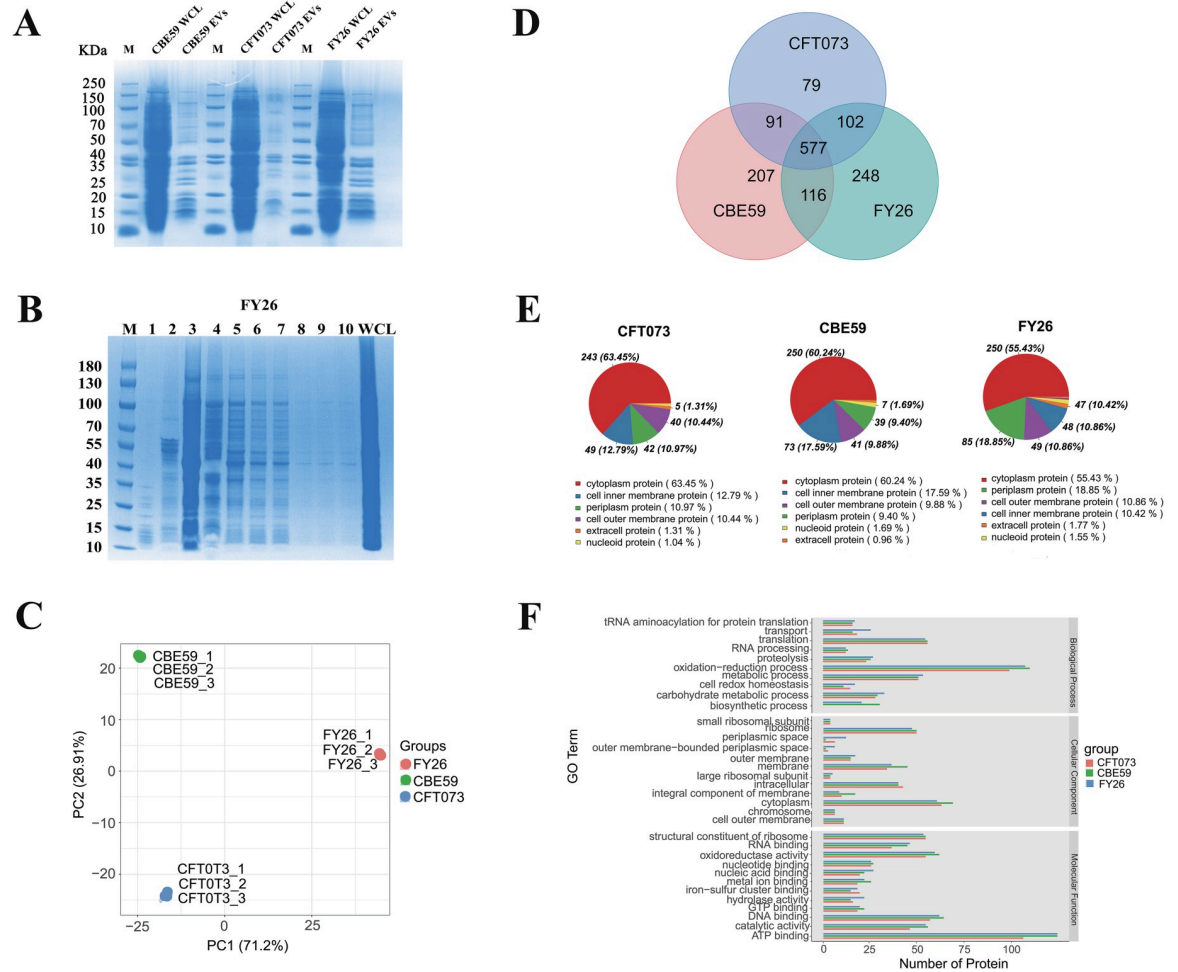 A
KDa M CBE59 WCL CBE59 EVs M CFT073 WCL CFT073 EVs M FY26 WCL FY26 EVs
250
150
100
70
50
40
35
25
20
15
10
B
FY26
M 1 2 3 4 5 6 7 8 9 10 WCL
180
130
100
70
55
40
35
25
15
10
C
PC2 (26.91%)
20
10
0
−10
−20
CBE59_1
CBE59_2
CBE59_3
FY26_1
FY26_2
FY26_3
CFT0T3_1
CFT0T3_2
CFT0T3_3
−25 0 25
PC1 (71.2%)
Groups
FY26
CBE59
CFT073
D
CFT073
79
91 102
577
207 248
116
CBE59 FY26
E
CFT073
243 (63.45%)
5 (1.31%)
40 (10.44%)
49 (12.79%) 42 (10.97%)
cytoplasm protein ( 63.45 % )
cell inner membrane protein ( 12.79 % )
periplasm protein ( 10.97 % )
cell outer membrane protein ( 10.44 % )
extracell protein ( 1.31 % )
nucleoid protein ( 1.04 % )
CBE59
250 (60.24%)
7 (1.69%)
39 (9.40%)
73 (17.59%) 41 (9.88%)
cytoplasm protein ( 60.24 % )
cell inner membrane protein ( 17.59 % )
cell outer membrane protein ( 9.88 % )
periplasm protein ( 9.40 % )
nucleoid protein ( 1.69 % )
extracell protein ( 0.96 % )
FY26
250 (55.43%)
47 (10.42%)
48 (10.86%)
85 (18.85%) 49 (10.86%)
cytoplasm protein ( 55.43 % )
periplasm protein ( 18.85 % )
cell outer membrane protein ( 10.86 % )
cell inner membrane protein ( 10.42 % )
extracell protein ( 1.77 % )
nucleoid protein ( 1.55 % )
F
GO Term
tRNA aminoacylation for protein translation
transport
translation
RNA processing
proteolysis
oxidation−reduction process
metabolic process
cell redox homeostasis
carbohydrate metabolic process
biosynthetic process
Biological Process
small ribosomal subunit
ribosome
periplasmic space
outer membrane−bounded periplasmic space
outer membrane
membrane
large ribosomal subunit
intracellular
integral component of membrane
cytoplasm
chromosome
cell outer membrane
Cellular Component
structural constituent of ribosome
RNA binding
oxidoreductase activity
nucleotide binding
nucleic acid binding
metal ion binding
iron−sulfur cluster binding
hydrolase activity
GTP binding
DNA binding
catalytic activity
ATP binding
Molecular Function
0 25 50 75 100
Number of Protein
group
CFT073
CBE59
FY26